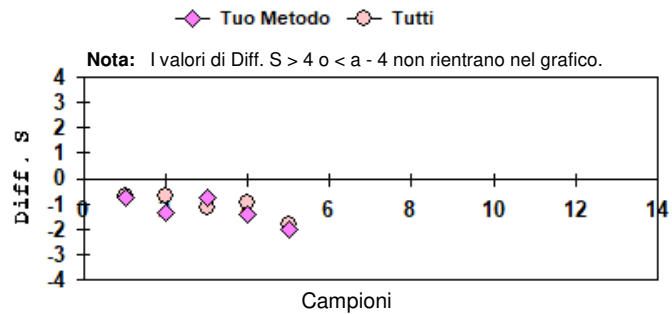 Tuo Metodo Tutti
Nota: I valori di Diff. S > 4 o < a - 4 non rientrano nel grafico.
4
3
2
1
0
-1
-2
-3
-4
Diff. S
0 2 4 6 8 10 12 14
Campioni